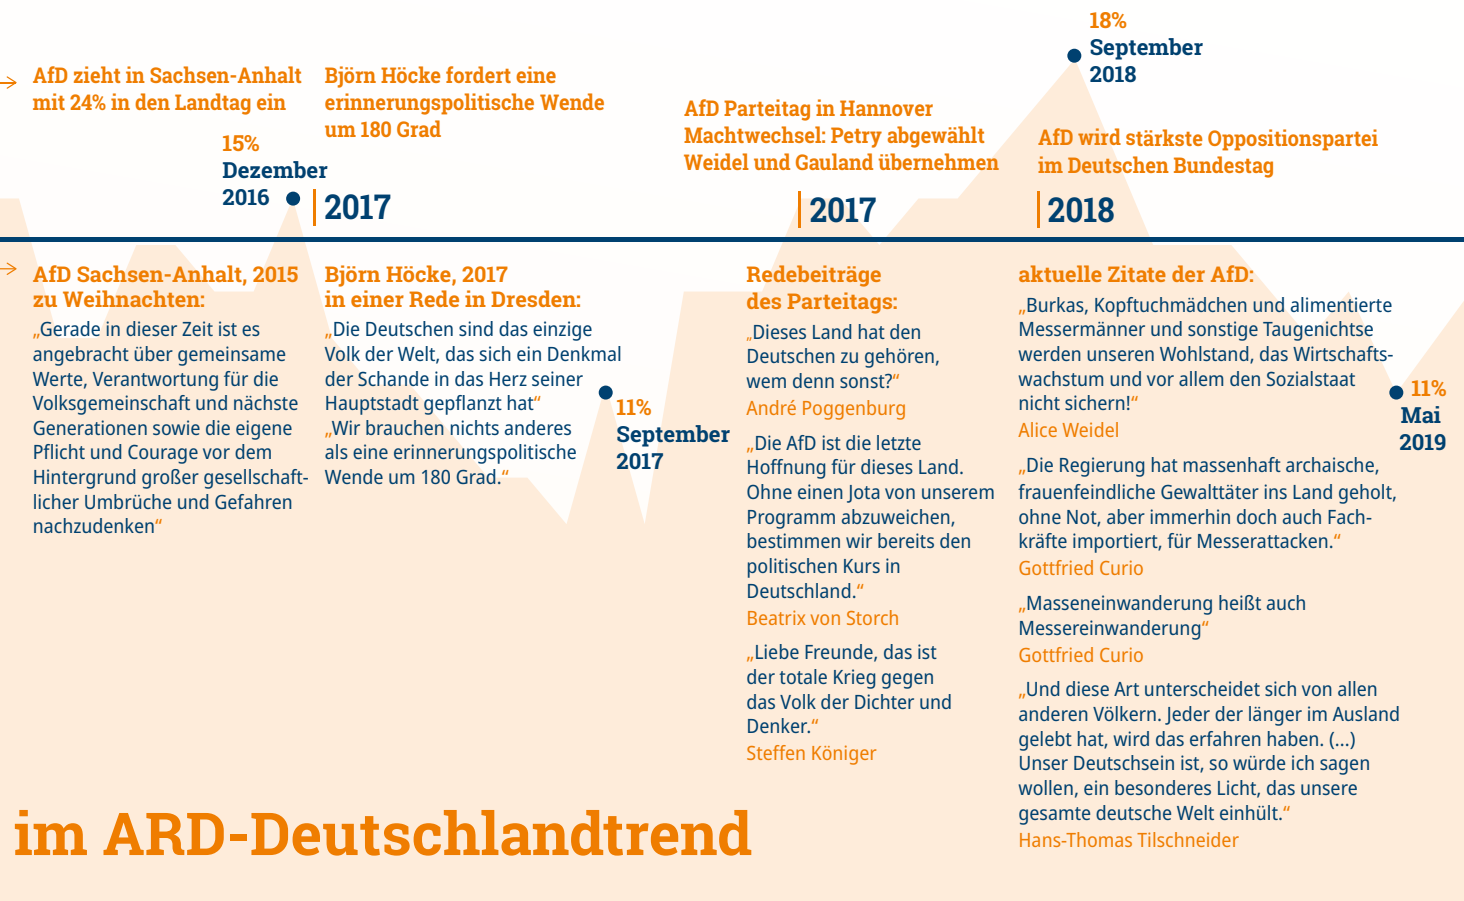 AfD zieht in Sachsen-Anhalt
mit 24% in den Landtag ein
15%
Dezember
2016
Björn Höcke fordert eine
erinnerungspolitische Wende
um 180 Grad
2017
AfD Parteitag in Hannover
Machtwechsel: Petry abgewählt
Weidel und Gauland übernehmen
2017
18%
September
2018
AfD wird stärkste Oppositionspartei
im Deutschen Bundestag
2018
AfD Sachsen-Anhalt, 2015
zu Weihnachten:
„Gerade in dieser Zeit ist es
angebracht über gemeinsame
Werte, Verantwortung für die
Volksgemeinschaft und nächste
Generationen sowie die eigene
Pflicht und Courage vor dem
Hintergrund großer gesellschaft-
licher Umbrüche und Gefahren
nachzudenken“
Björn Höcke, 2017
in einer Rede in Dresden:
„Die Deutschen sind das einzige
Volk der Welt, das sich ein Denkmal
der Schande in das Herz seiner
Hauptstadt gepflanzt hat“
„Wir brauchen nichts anderes
als eine erinnerungspolitische
Wende um 180 Grad.“
11%
September
2017
Redebeiträge
des Parteitags:
„Dieses Land hat den
Deutschen zu gehören,
wem denn sonst?“
André Poggenburg
„Die AfD ist die letzte
Hoffnung für dieses Land.
Ohne einen Jota von unserem
Programm abzuweichen,
bestimmen wir bereits den
politischen Kurs in
Deutschland.“
Beatrix von Storch
„Liebe Freunde, das ist
der totale Krieg gegen
das Volk der Dichter und
Denker.“
Steffen Königer
aktuelle Zitate der AfD:
„Burkas, Kopftuchmädchen und alimentierte
Messermänner und sonstige Taugenichtse
werden unseren Wohlstand, das Wirtschafts-
wachstum und vor allem den Sozialstaat
nicht sichern!“
Alice Weidel
„Die Regierung hat massenhaft archaische,
frauenfeindliche Gewalttäter ins Land geholt,
ohne Not, aber immerhin doch auch Fach-
kräfte importiert, für Messerattacken.“
Gottfried Curio
„Masseneinwanderung heißt auch
Messereinwanderung“
Gottfried Curio
„Und diese Art unterscheidet sich von allen
anderen Völkern. Jeder der länger im Ausland
gelebt hat, wird das erfahren haben. (...)
Unser Deutschsein ist, so würde ich sagen
wollen, ein besonderes Licht, das unsere
gesamte deutsche Welt einhült.“
Hans-Thomas Tilschneider
11%
Mai
2019
im ARD-Deutschlandtrend